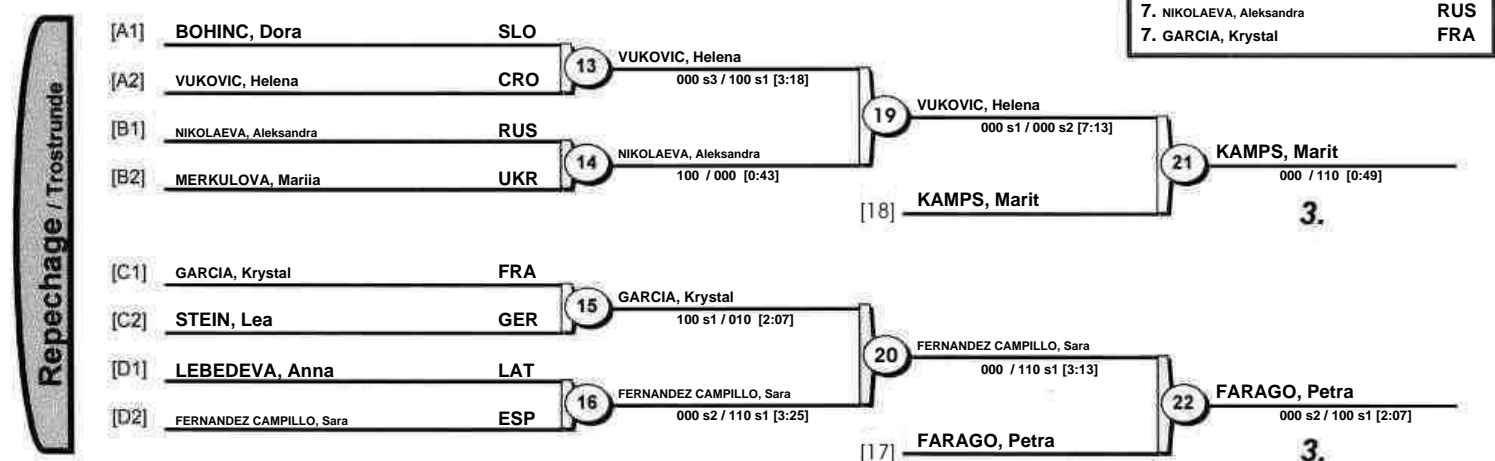 7. NIKOLAEVA, Aleksandra RUS
7. GARCIA, Krystal FRA
Repechage / Trostrunde
[A1] BOHINC, Dora SLO
13
VUKOVIC, Helena
000 s3 / 100 s1 [3:18]
[A2] VUKOVIC, Helena CRO
19
VUKOVIC, Helena
000 s1 / 000 s2 [7:13]
[B1] NIKOLAEVA, Aleksandra RUS
14
NIKOLAEVA, Aleksandra
100 / 000 [0:43]
[B2] MERKULOVA, Mariia UKR
21
KAMPS, Marit
000 / 110 [0:49]
[18] KAMPS, Marit
3.
[C1] GARCIA, Krystal FRA
15
GARCIA, Krystal
100 s1 / 010 [2:07]
[C2] STEIN, Lea GER
20
FERNANDEZ CAMPILLO, Sara
000 / 110 s1 [3:13]
[D1] LEBEDEVA, Anna LAT
16
FERNANDEZ CAMPILLO, Sara
000 s2 / 110 s1 [3:25]
[D2] FERNANDEZ CAMPILLO, Sara ESP
22
FARAGO, Petra
000 s2 / 100 s1 [2:07]
[17] FARAGO, Petra
3.